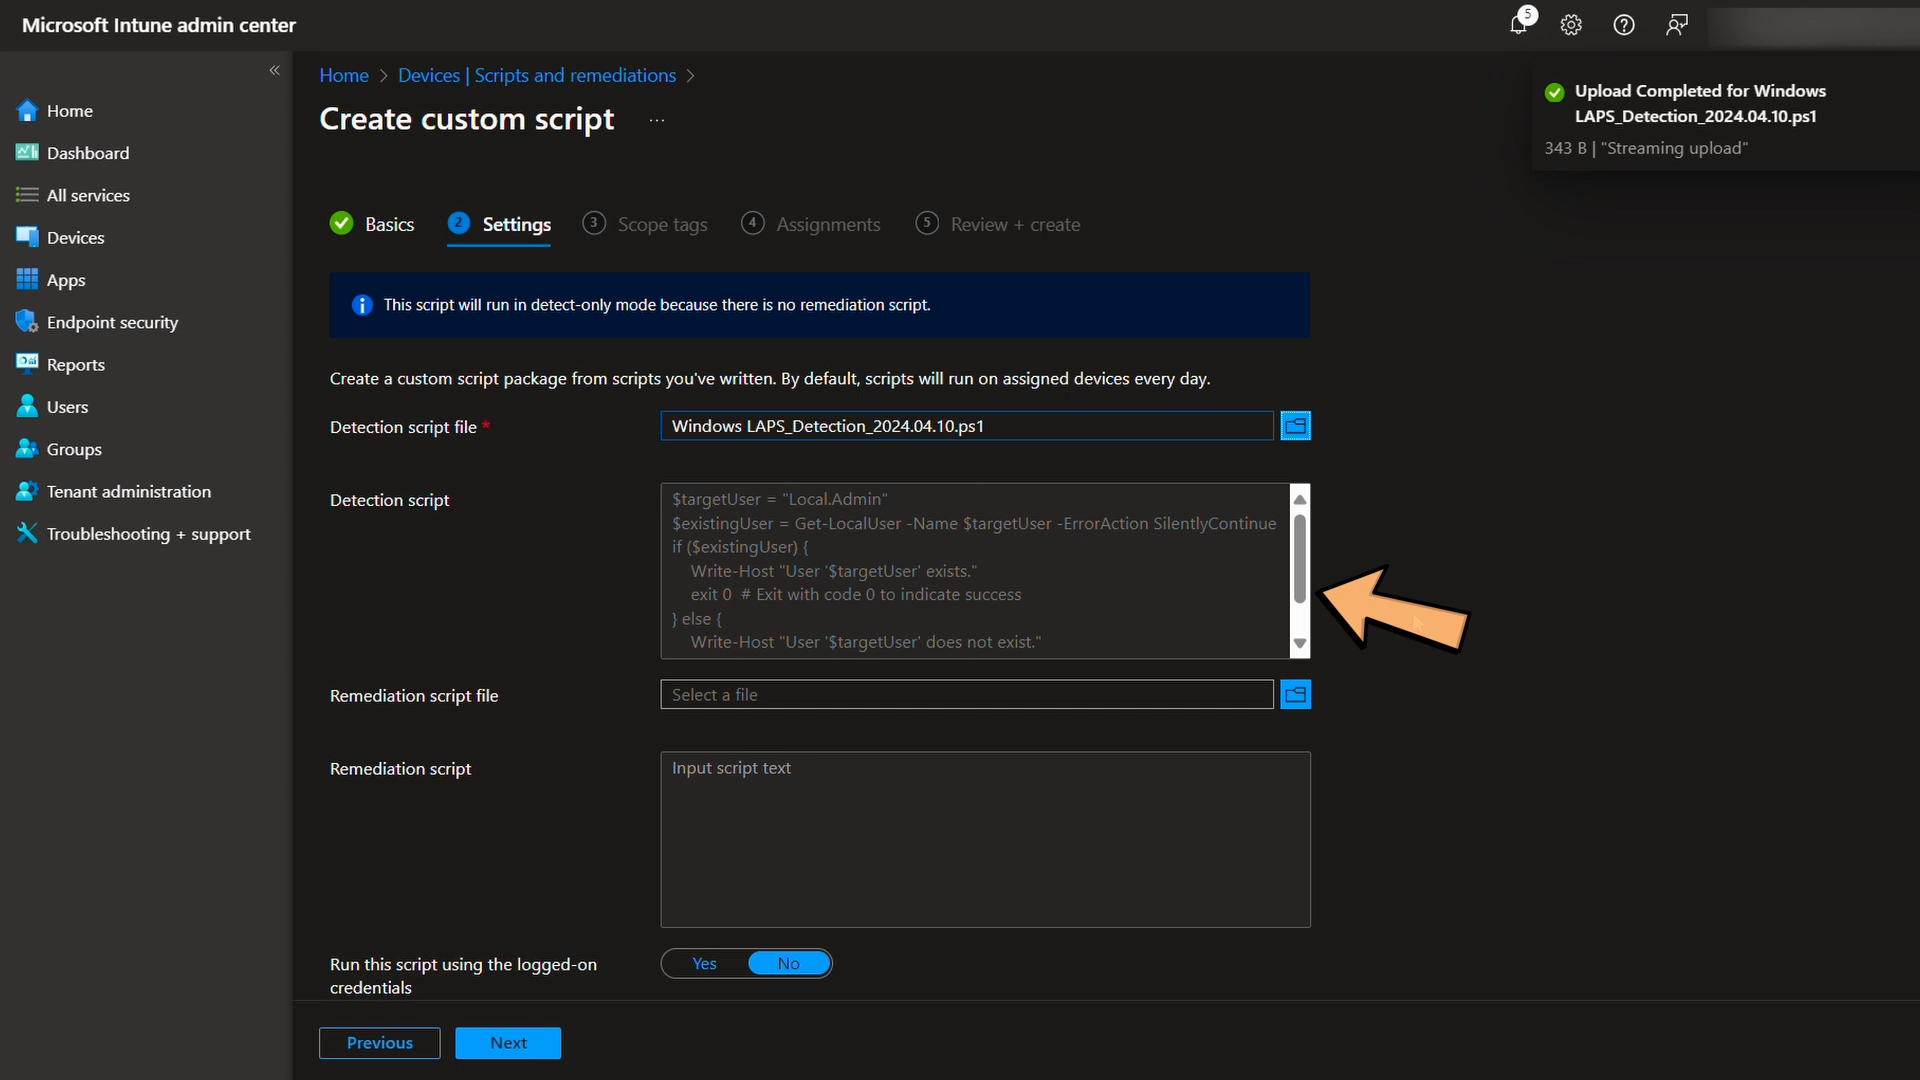 Microsoft Intune admin center
5
«
Home
Dashboard
All services
Devices
Apps
Endpoint security
Reports
Users
Groups
Tenant administration
Troubleshooting + support
Home > Devices | Scripts and remediations >
Create custom script ...
Upload Completed for Windows
LAPS_Detection_2024.04.10.ps1
343 B | "Streaming upload"
Basics
2 Settings
3 Scope tags
4 Assignments
5 Review + create
This script will run in detect-only mode because there is no remediation script.
Create a custom script package from scripts you've written. By default, scripts will run on assigned devices every day.
Detection script file *
Windows LAPS_Detection_2024.04.10.ps1
Detection script
$targetUser = "Local.Admin"
$existingUser = Get-LocalUser -Name $targetUser -ErrorAction SilentlyContinue
if ($existingUser) {
Write-Host "User '$targetUser' exists."
exit 0 # Exit with code 0 to indicate success
} else {
Write-Host "User '$targetUser' does not exist."
Remediation script file
Select a file
Remediation script
Input script text
Run this script using the logged-on
credentials
Yes
No
Previous
Next